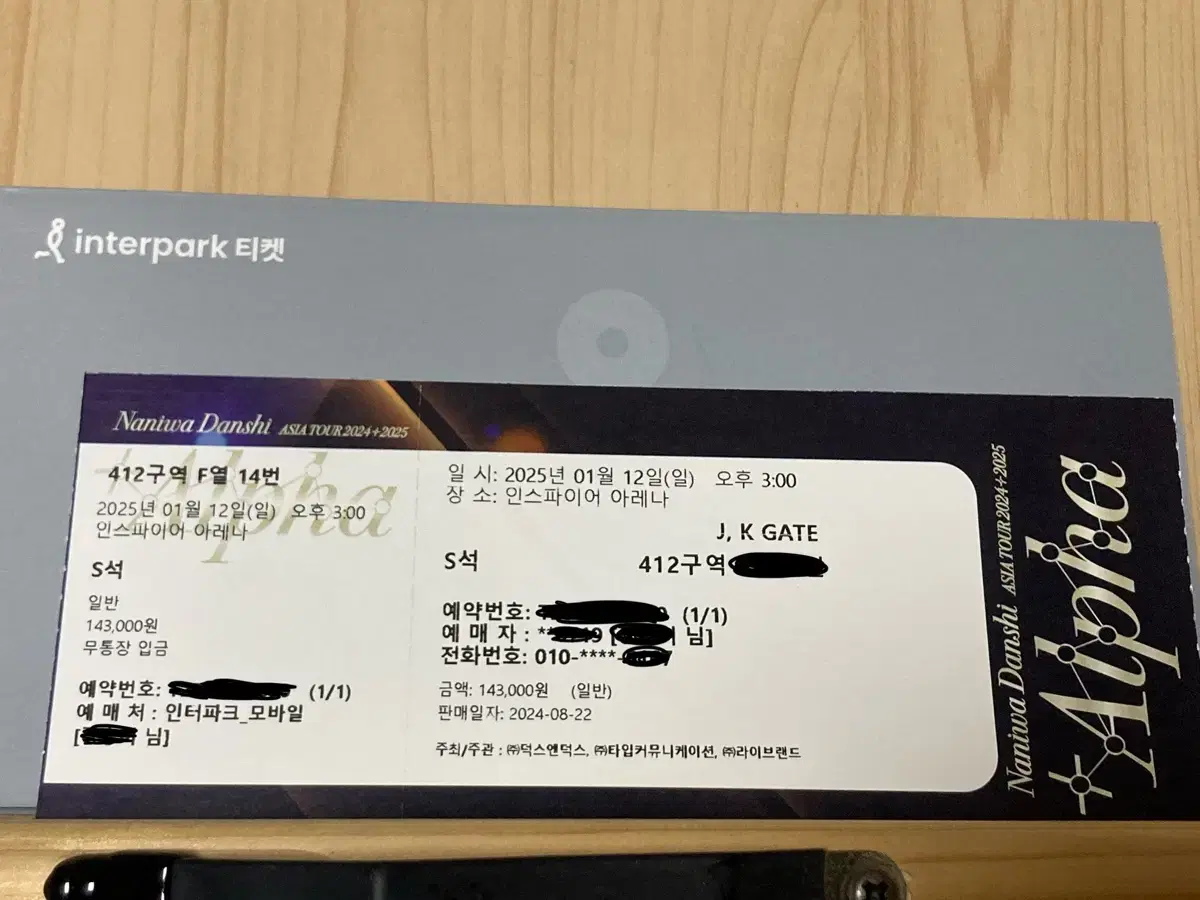 interpark 티켓
Naniwa Danshi ASIA TOUR 2024+2025
+Alpha
412구역 F열 14번
2025년 01월 12일(일) 오후 3:00
인스파이어 아레나
S석
일반
143,000원
무통장 입금
예약번호: (1/1)
예 매 처 : 인터파크_모바일
[ 님]
일 시: 2025년 01월 12일(일) 오후 3:00
장 소: 인스파이어 아레나
J, K GATE
S석 412구역
예약번호: (1/1)
예 매 자 : ** 9 [ 님]
전화번호: 010-****-
금액: 143,000원 (일반)
판매일자: 2024-08-22
주최/주관 : ㈜덕스엔덕스, ㈜타입커뮤니케이션, ㈜라이브랜드
Naniwa Danshi ASIA TOUR 2024+2025
+Alpha